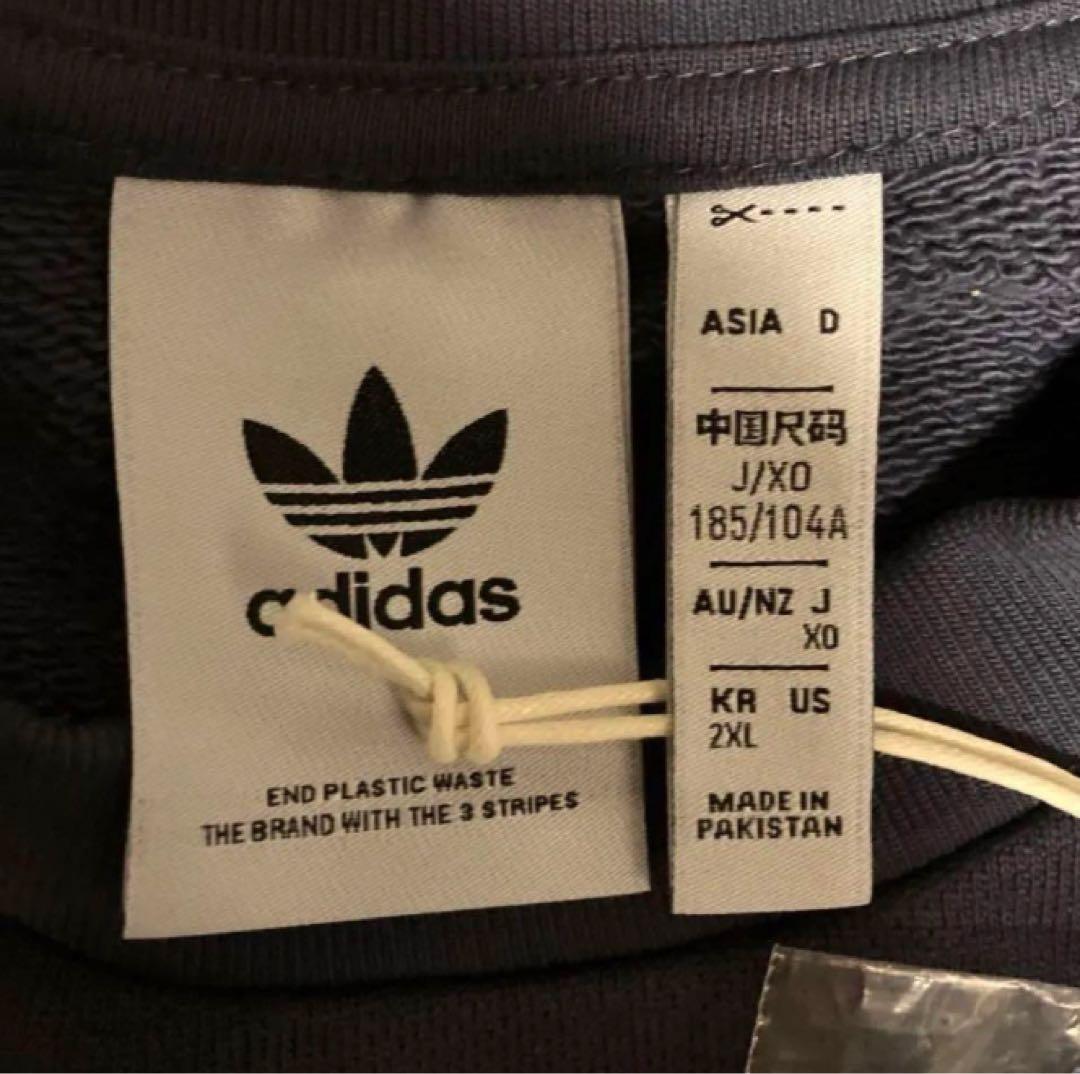 adidas
END PLASTIC WASTE
THE BRAND WITH THE 3 STRIPES
ASIA D
中国尺码
J/XO
185/104A
AU/NZ J
XO
KR US
2XL
MADE IN
PAKISTAN